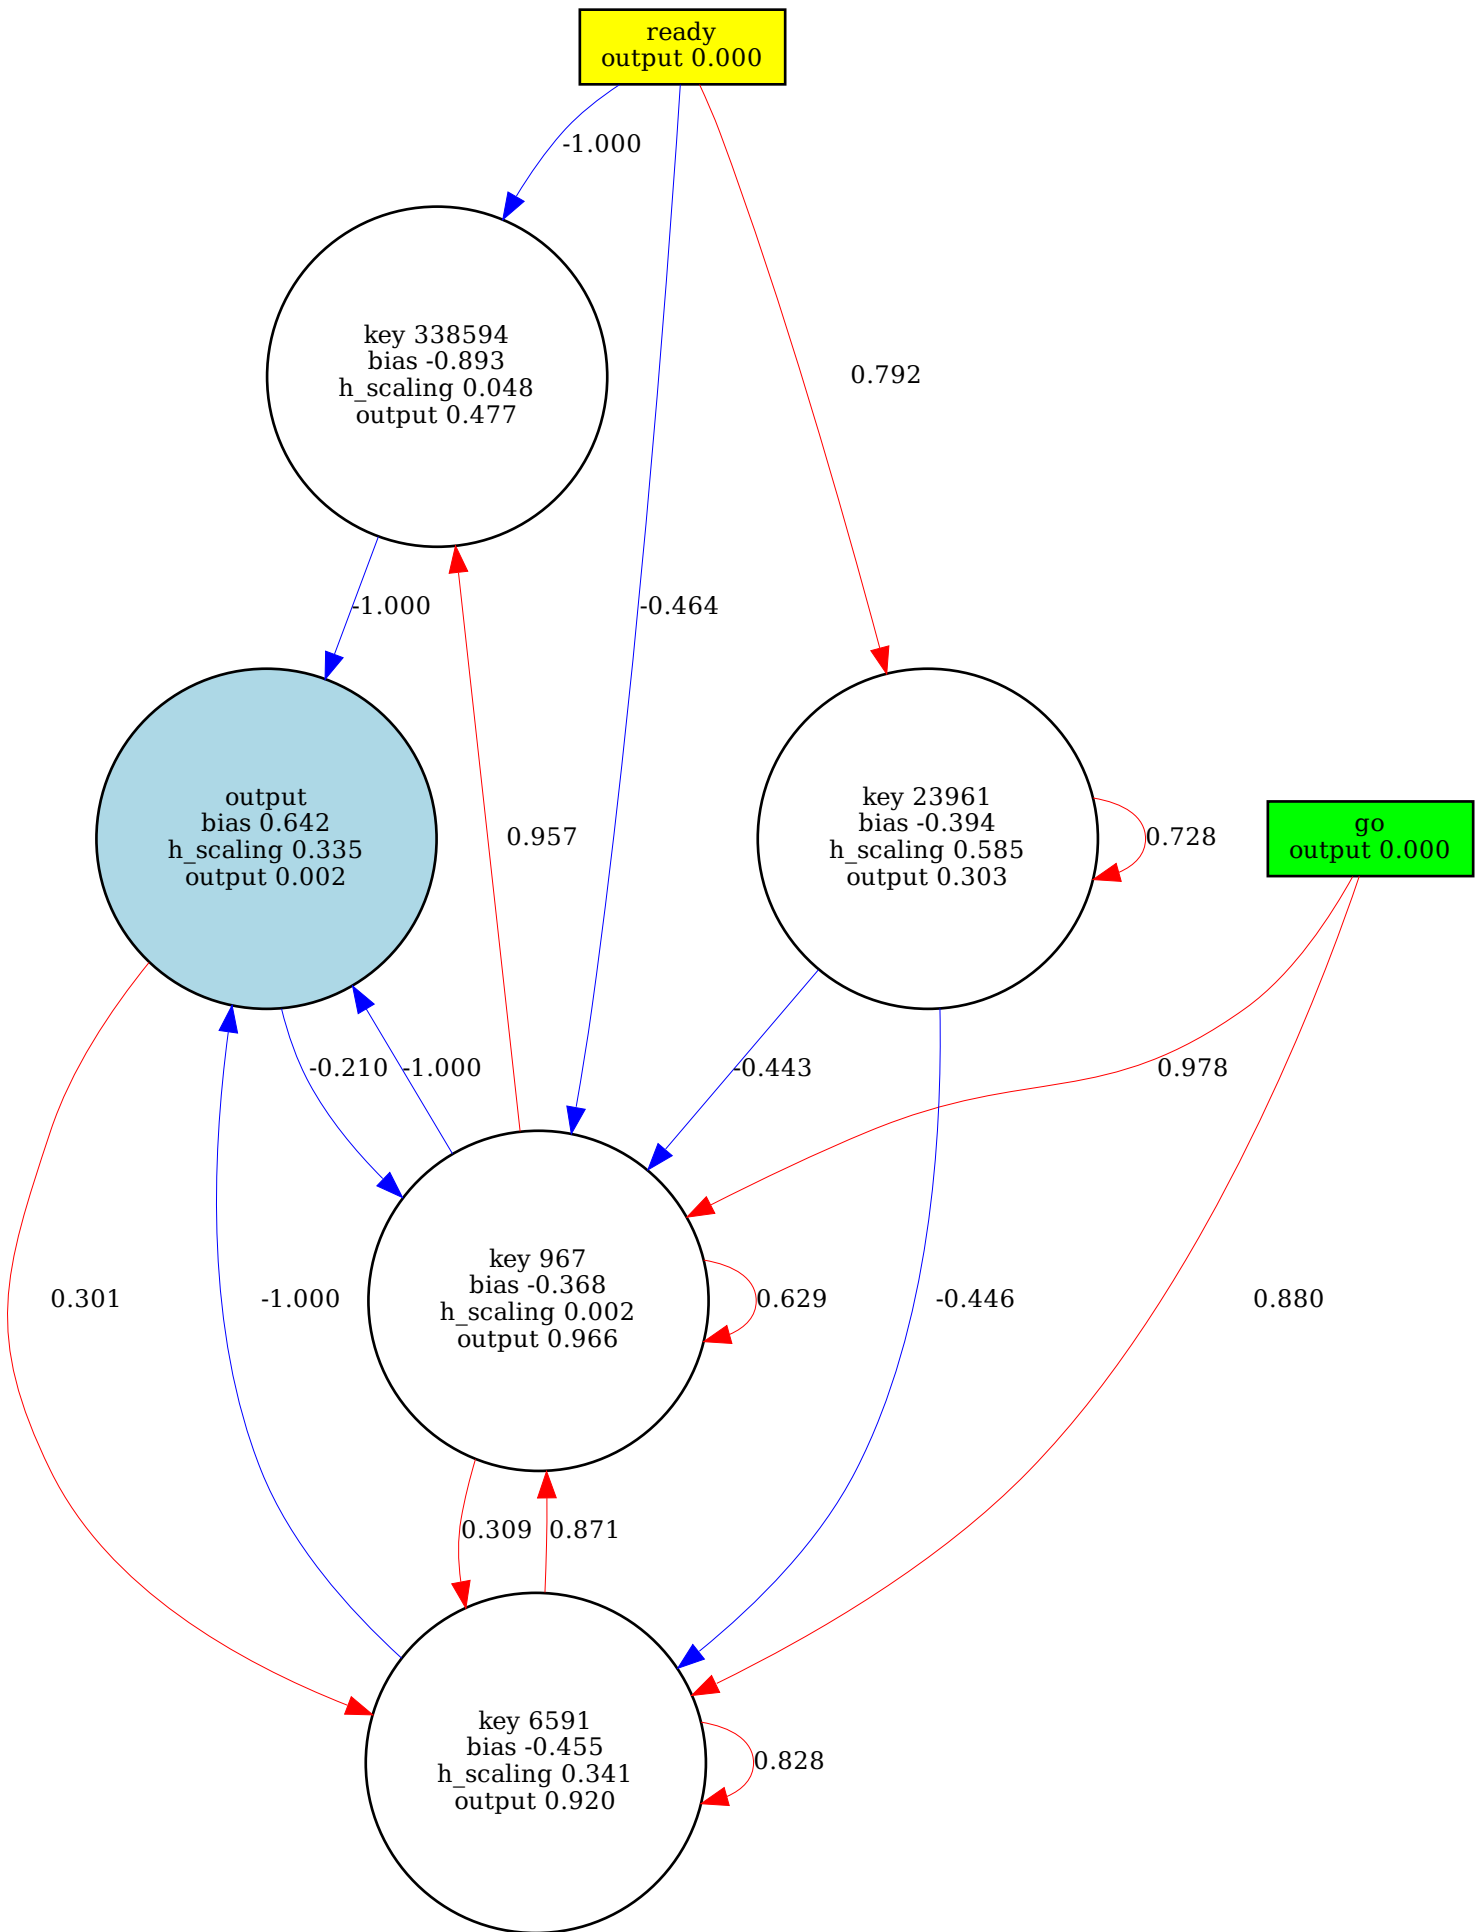 ready
output 0.000
-1.000
key 338594
bias -0.893
h_scaling 0.048
output 0.477
0.792
-1.000
-0.464
output
bias 0.642
h_scaling 0.335
output 0.002
0.957
key 23961
bias -0.394
h_scaling 0.585
output 0.303
0.728
go
output 0.000
-0.210
-1.000
-0.443
0.978
0.301
-1.000
key 967
bias -0.368
h_scaling 0.002
output 0.966
0.629
-0.446
0.880
0.309
0.871
key 6591
bias -0.455
h_scaling 0.341
output 0.920
0.828